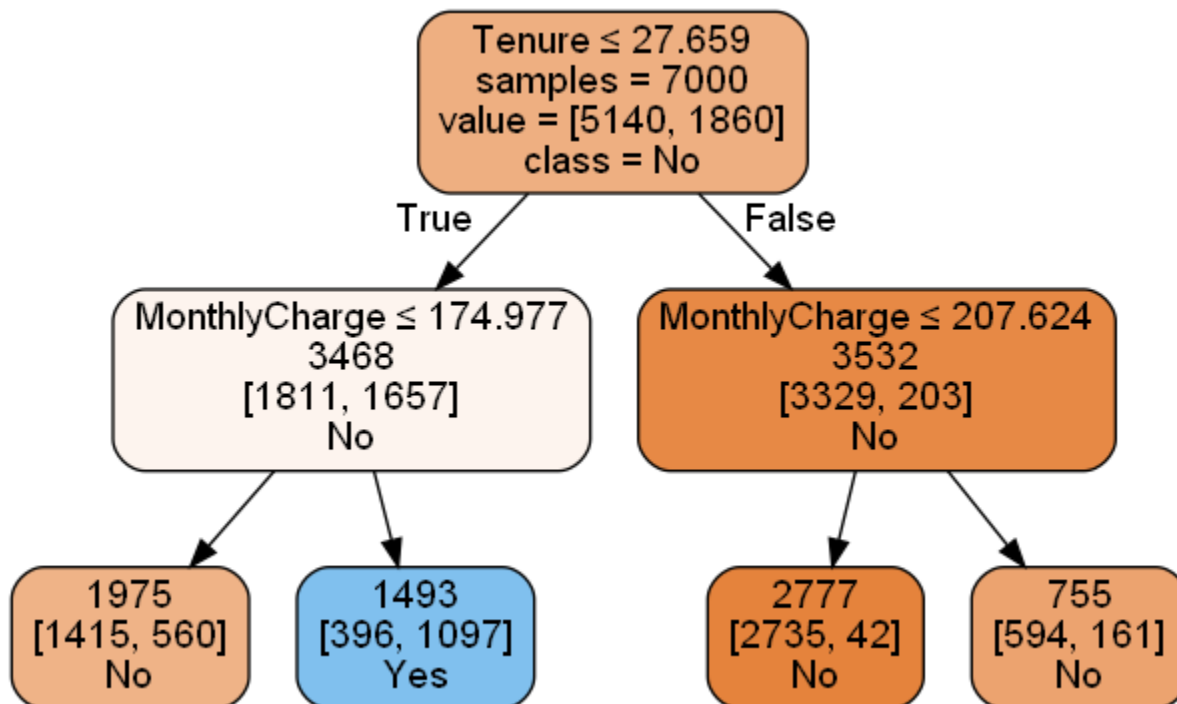 Tenure ≤ 27.659
samples = 7000
value = [5140, 1860]
class = No
True
False
MonthlyCharge ≤ 174.977
3468
[1811, 1657]
No
MonthlyCharge ≤ 207.624
3532
[3329, 203]
No
1975
[1415, 560]
No
1493
[396, 1097]
Yes
2777
[2735, 42]
No
755
[594, 161]
No